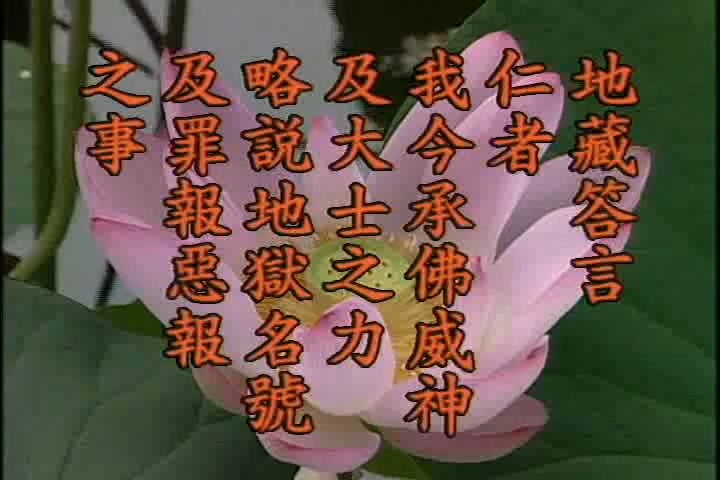 地藏答言
仁者
我今承佛威神
及大士之力
略說地獄名號
及罪報惡報
之事